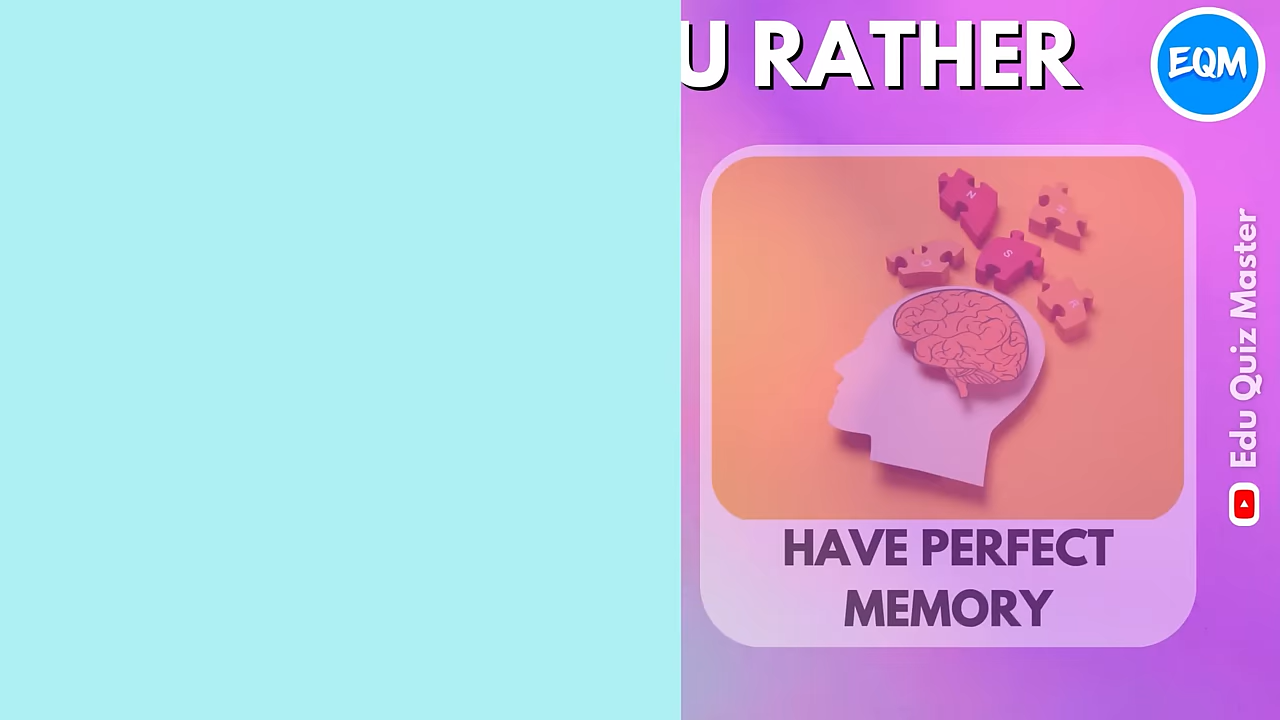 U RATHER
EQM
HAVE PERFECT
MEMORY
Edu Quiz Master